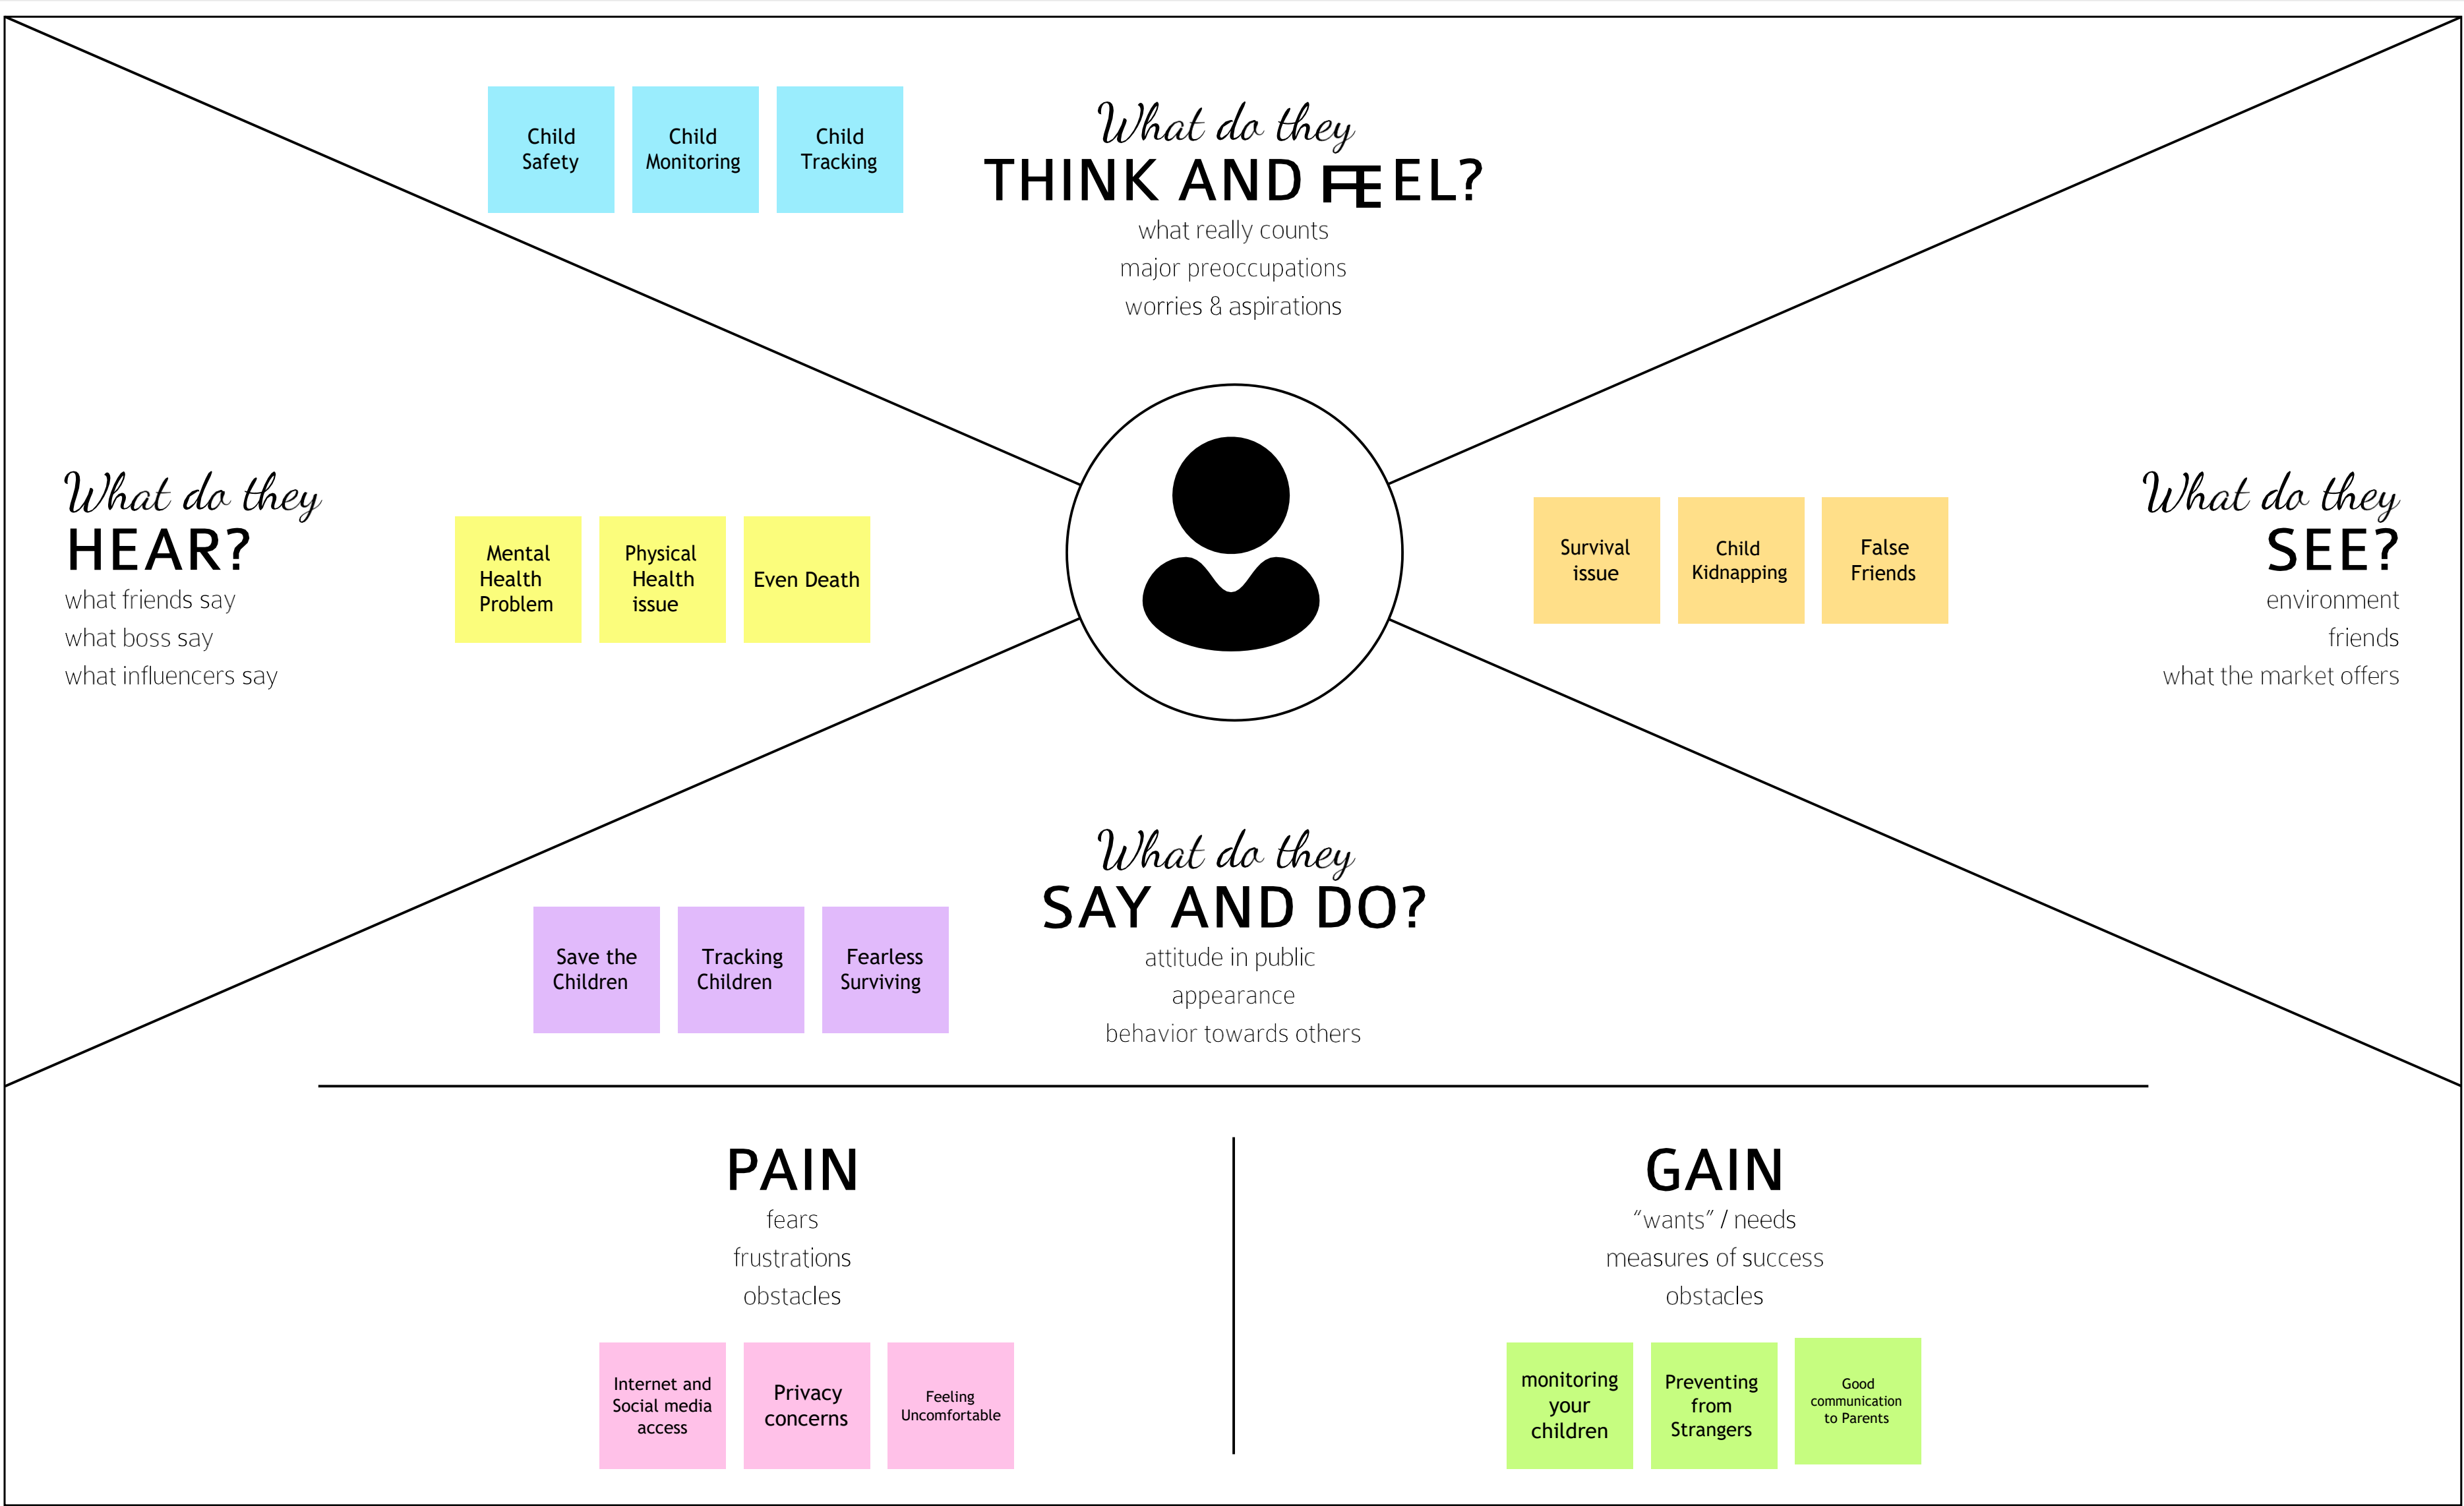 Child
Safety
Child
Monitoring
Child
Tracking
What do they
THINK AND FEEL?
what really counts
major preoccupations
worries & aspirations
What do they
HEAR?
what friends say
what boss say
what influencers say
Mental
Health
Problem
Physical
Health
issue
Even Death
Survival
issue
Child
Kidnapping
False
Friends
What do they
SEE?
environment
friends
what the market offers
Save the
Children
Tracking
Children
Fearless
Surviving
What do they
SAY AND DO?
attitude in public
appearance
behavior towards others
PAIN
fears
frustrations
obstacles
Internet and
Social media
access
Privacy
concerns
Feeling
Uncomfortable
GAIN
“wants” / needs
measures of success
obstacles
monitoring
your
children
Preventing
from
Strangers
Good
communication
to Parents